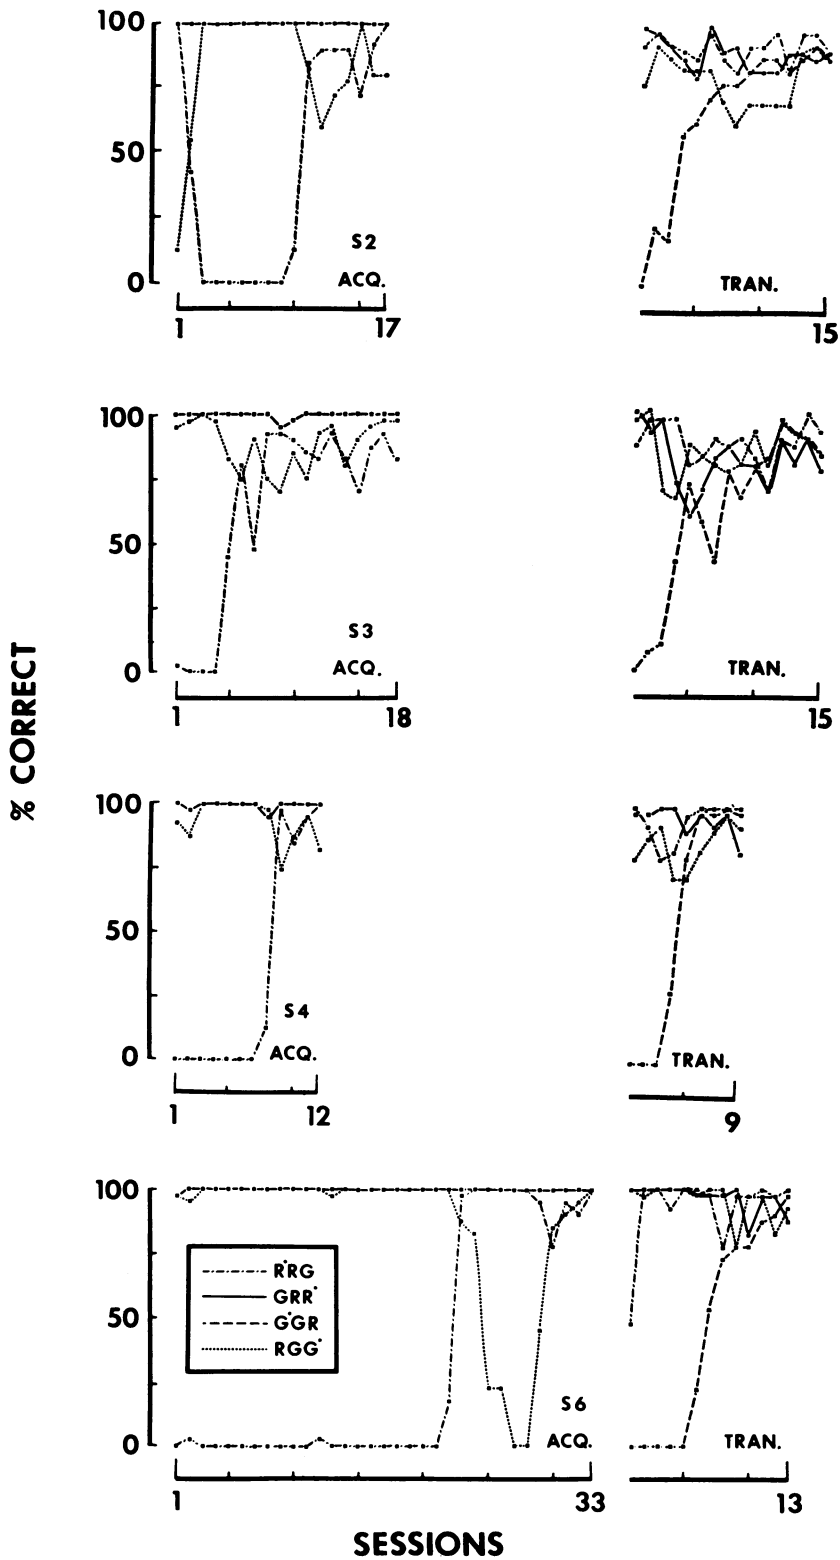 % CORRECT
100
50
0
S2
ACQ.
1
17
TRAN.
15
100
50
0
S3
ACQ.
1
18
TRAN.
15
100
50
0
S4
ACQ.
1
12
TRAN.
9
100
50
0
R*RG
GRR*
G*GR
RGG*
S6
ACQ.
1
33
TRAN.
13
SESSIONS